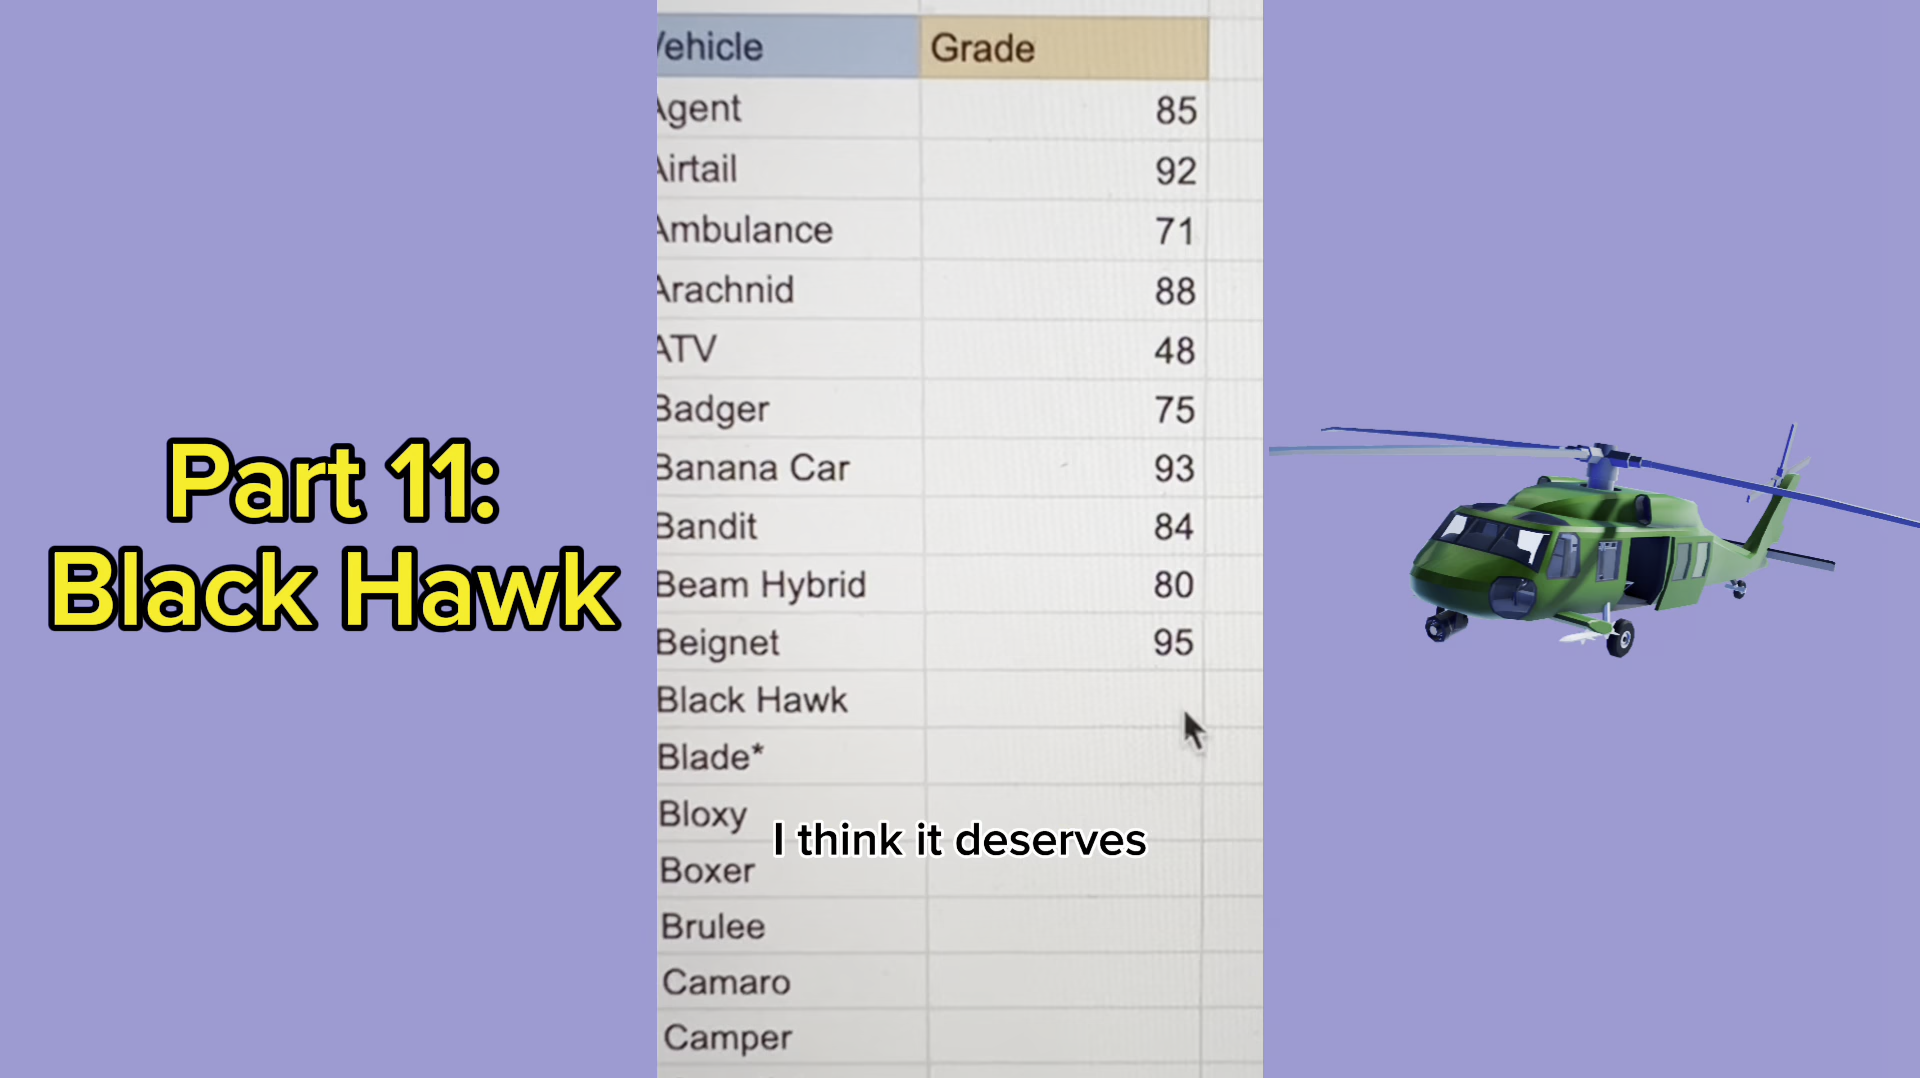 Part 11:
Black Hawk
Vehicle Grade
Agent 85
Airtail 92
Ambulance 71
Arachnid 88
ATV 48
Badger 75
Banana Car 93
Bandit 84
Beam Hybrid 80
Beignet 95
Black Hawk
Blade*
Bloxy
I think it deserves
Boxer
Brulee
Camaro
Camper